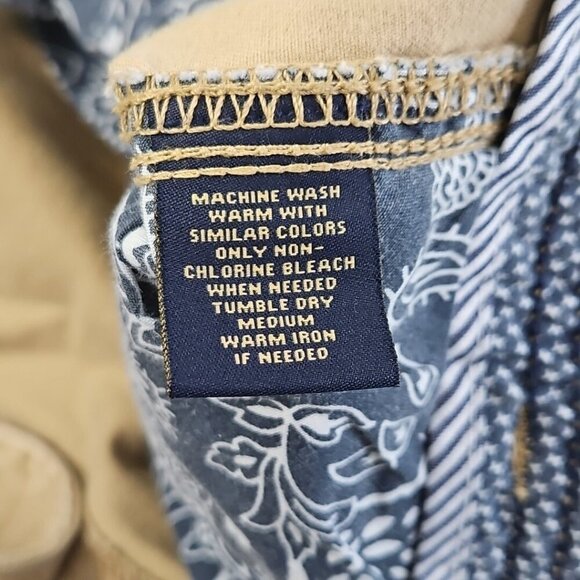 MACHINE WASH
WARM WITH
SIMILAR COLORS
ONLY NON-
CHLORINE BLEACH
WHEN NEEDED
TUMBLE DRY
MEDIUM
WARM IRON
IF NEEDED